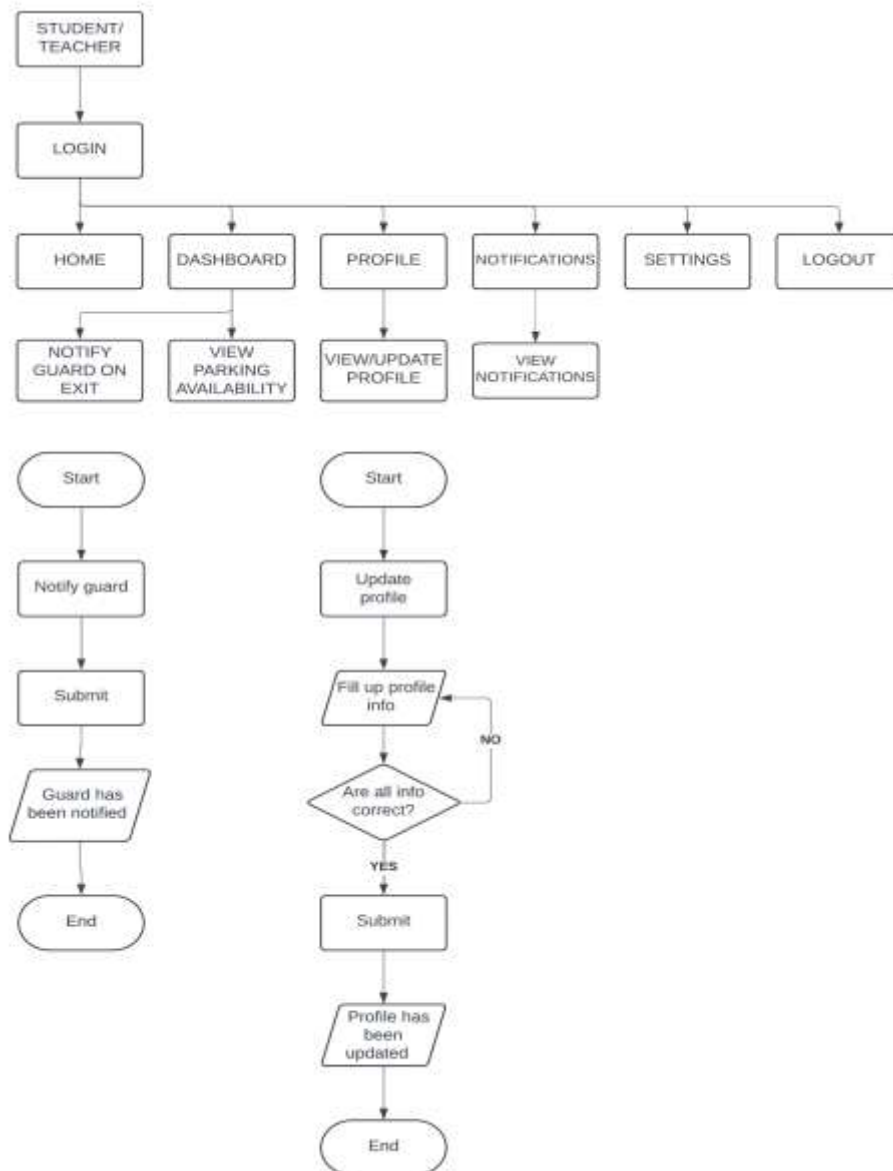 STUDENT/
TEACHER
LOGIN
HOME
DASHBOARD
PROFILE
NOTIFICATIONS
SETTINGS
LOGOUT
NOTIFY
GUARD ON
EXIT
VIEW
PARKING
AVAILABILITY
VIEW/UPDATE
PROFILE
VIEW
NOTIFICATIONS
Start
Notify guard
Submit
Guard has
been notified
End
Start
Update
profile
Fill up profile
info
NO
Are all info
correct?
YES
Submit
Profile has
been
updated
End